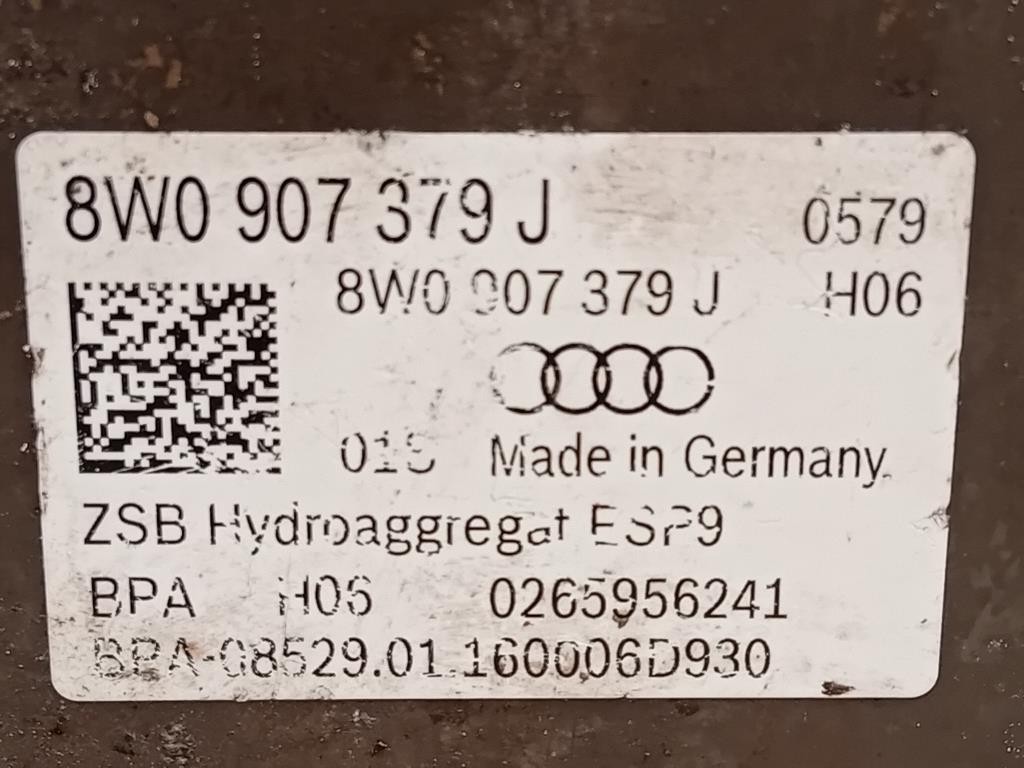 8W0 907 379 J 0579
8W0 907 379 J H06
01S Made in Germany
ZSB Hydroaggregat ESP9
BPA H06 0265956241
BPA-08529.01.160006D930